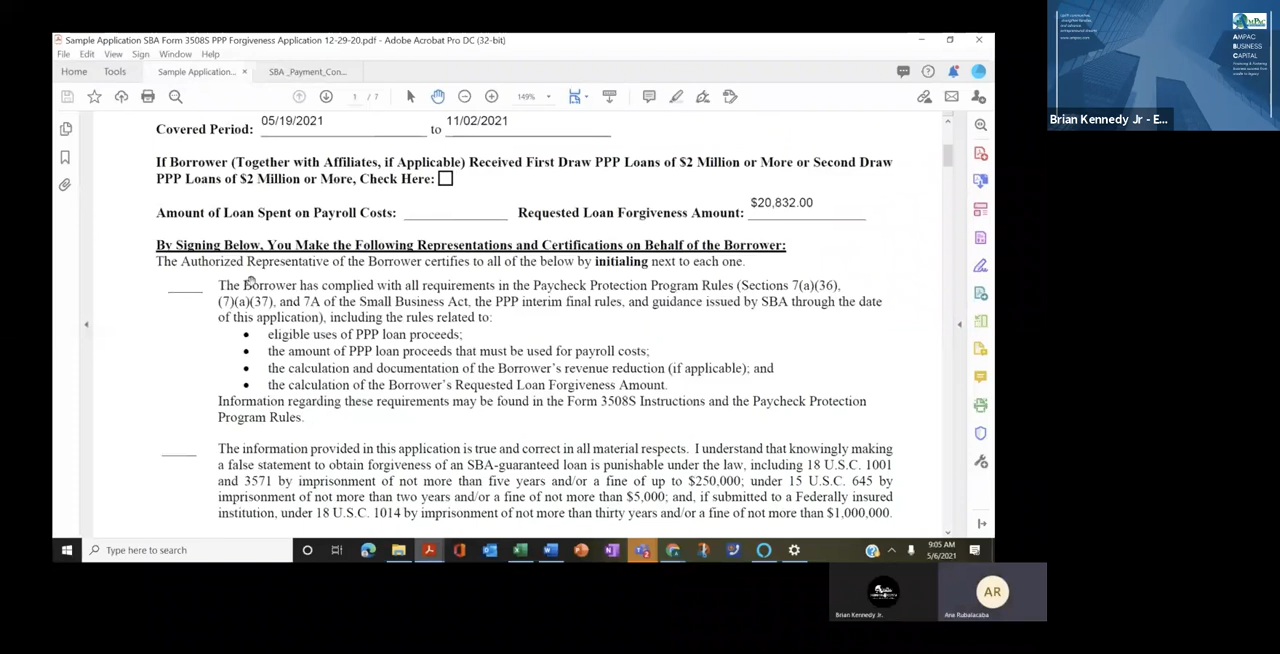 Sample Application SBA Form 3508S PPP Forgiveness Application 12-29-20.pdf - Adobe Acrobat Pro DC (32-bit)
File Edit View Sign Window Help
Home Tools Sample Application... × SBA _Payment_Con...
1 / 7 149%
Covered Period: 05/19/2021 to 11/02/2021
If Borrower (Together with Affiliates, if Applicable) Received First Draw PPP Loans of $2 Million or More or Second Draw
PPP Loans of $2 Million or More, Check Here:
Amount of Loan Spent on Payroll Costs: Requested Loan Forgiveness Amount: $20,832.00
By Signing Below, You Make the Following Representations and Certifications on Behalf of the Borrower:
The Authorized Representative of the Borrower certifies to all of the below by initialing next to each one.
The Borrower has complied with all requirements in the Paycheck Protection Program Rules (Sections 7(a)(36),
(7)(a)(37), and 7A of the Small Business Act, the PPP interim final rules, and guidance issued by SBA through the date
of this application), including the rules related to:
• eligible uses of PPP loan proceeds;
• the amount of PPP loan proceeds that must be used for payroll costs;
• the calculation and documentation of the Borrower's revenue reduction (if applicable); and
• the calculation of the Borrower's Requested Loan Forgiveness Amount.
Information regarding these requirements may be found in the Form 3508S Instructions and the Paycheck Protection
Program Rules.
The information provided in this application is true and correct in all material respects. I understand that knowingly making
a false statement to obtain forgiveness of an SBA-guaranteed loan is punishable under the law, including 18 U.S.C. 1001
and 3571 by imprisonment of not more than five years and/or a fine of up to $250,000; under 15 U.S.C. 645 by
imprisonment of not more than two years and/or a fine of not more than $5,000; and, if submitted to a Federally insured
institution, under 18 U.S.C. 1014 by imprisonment of not more than thirty years and/or a fine of not more than $1,000,000.
Type here to search
9:05 AM
5/6/2021
AMPAC
BUSINESS
CAPITAL
Brian Kennedy Jr - E...
Brian Kennedy Jr.
AR
Ana Rubalacaba